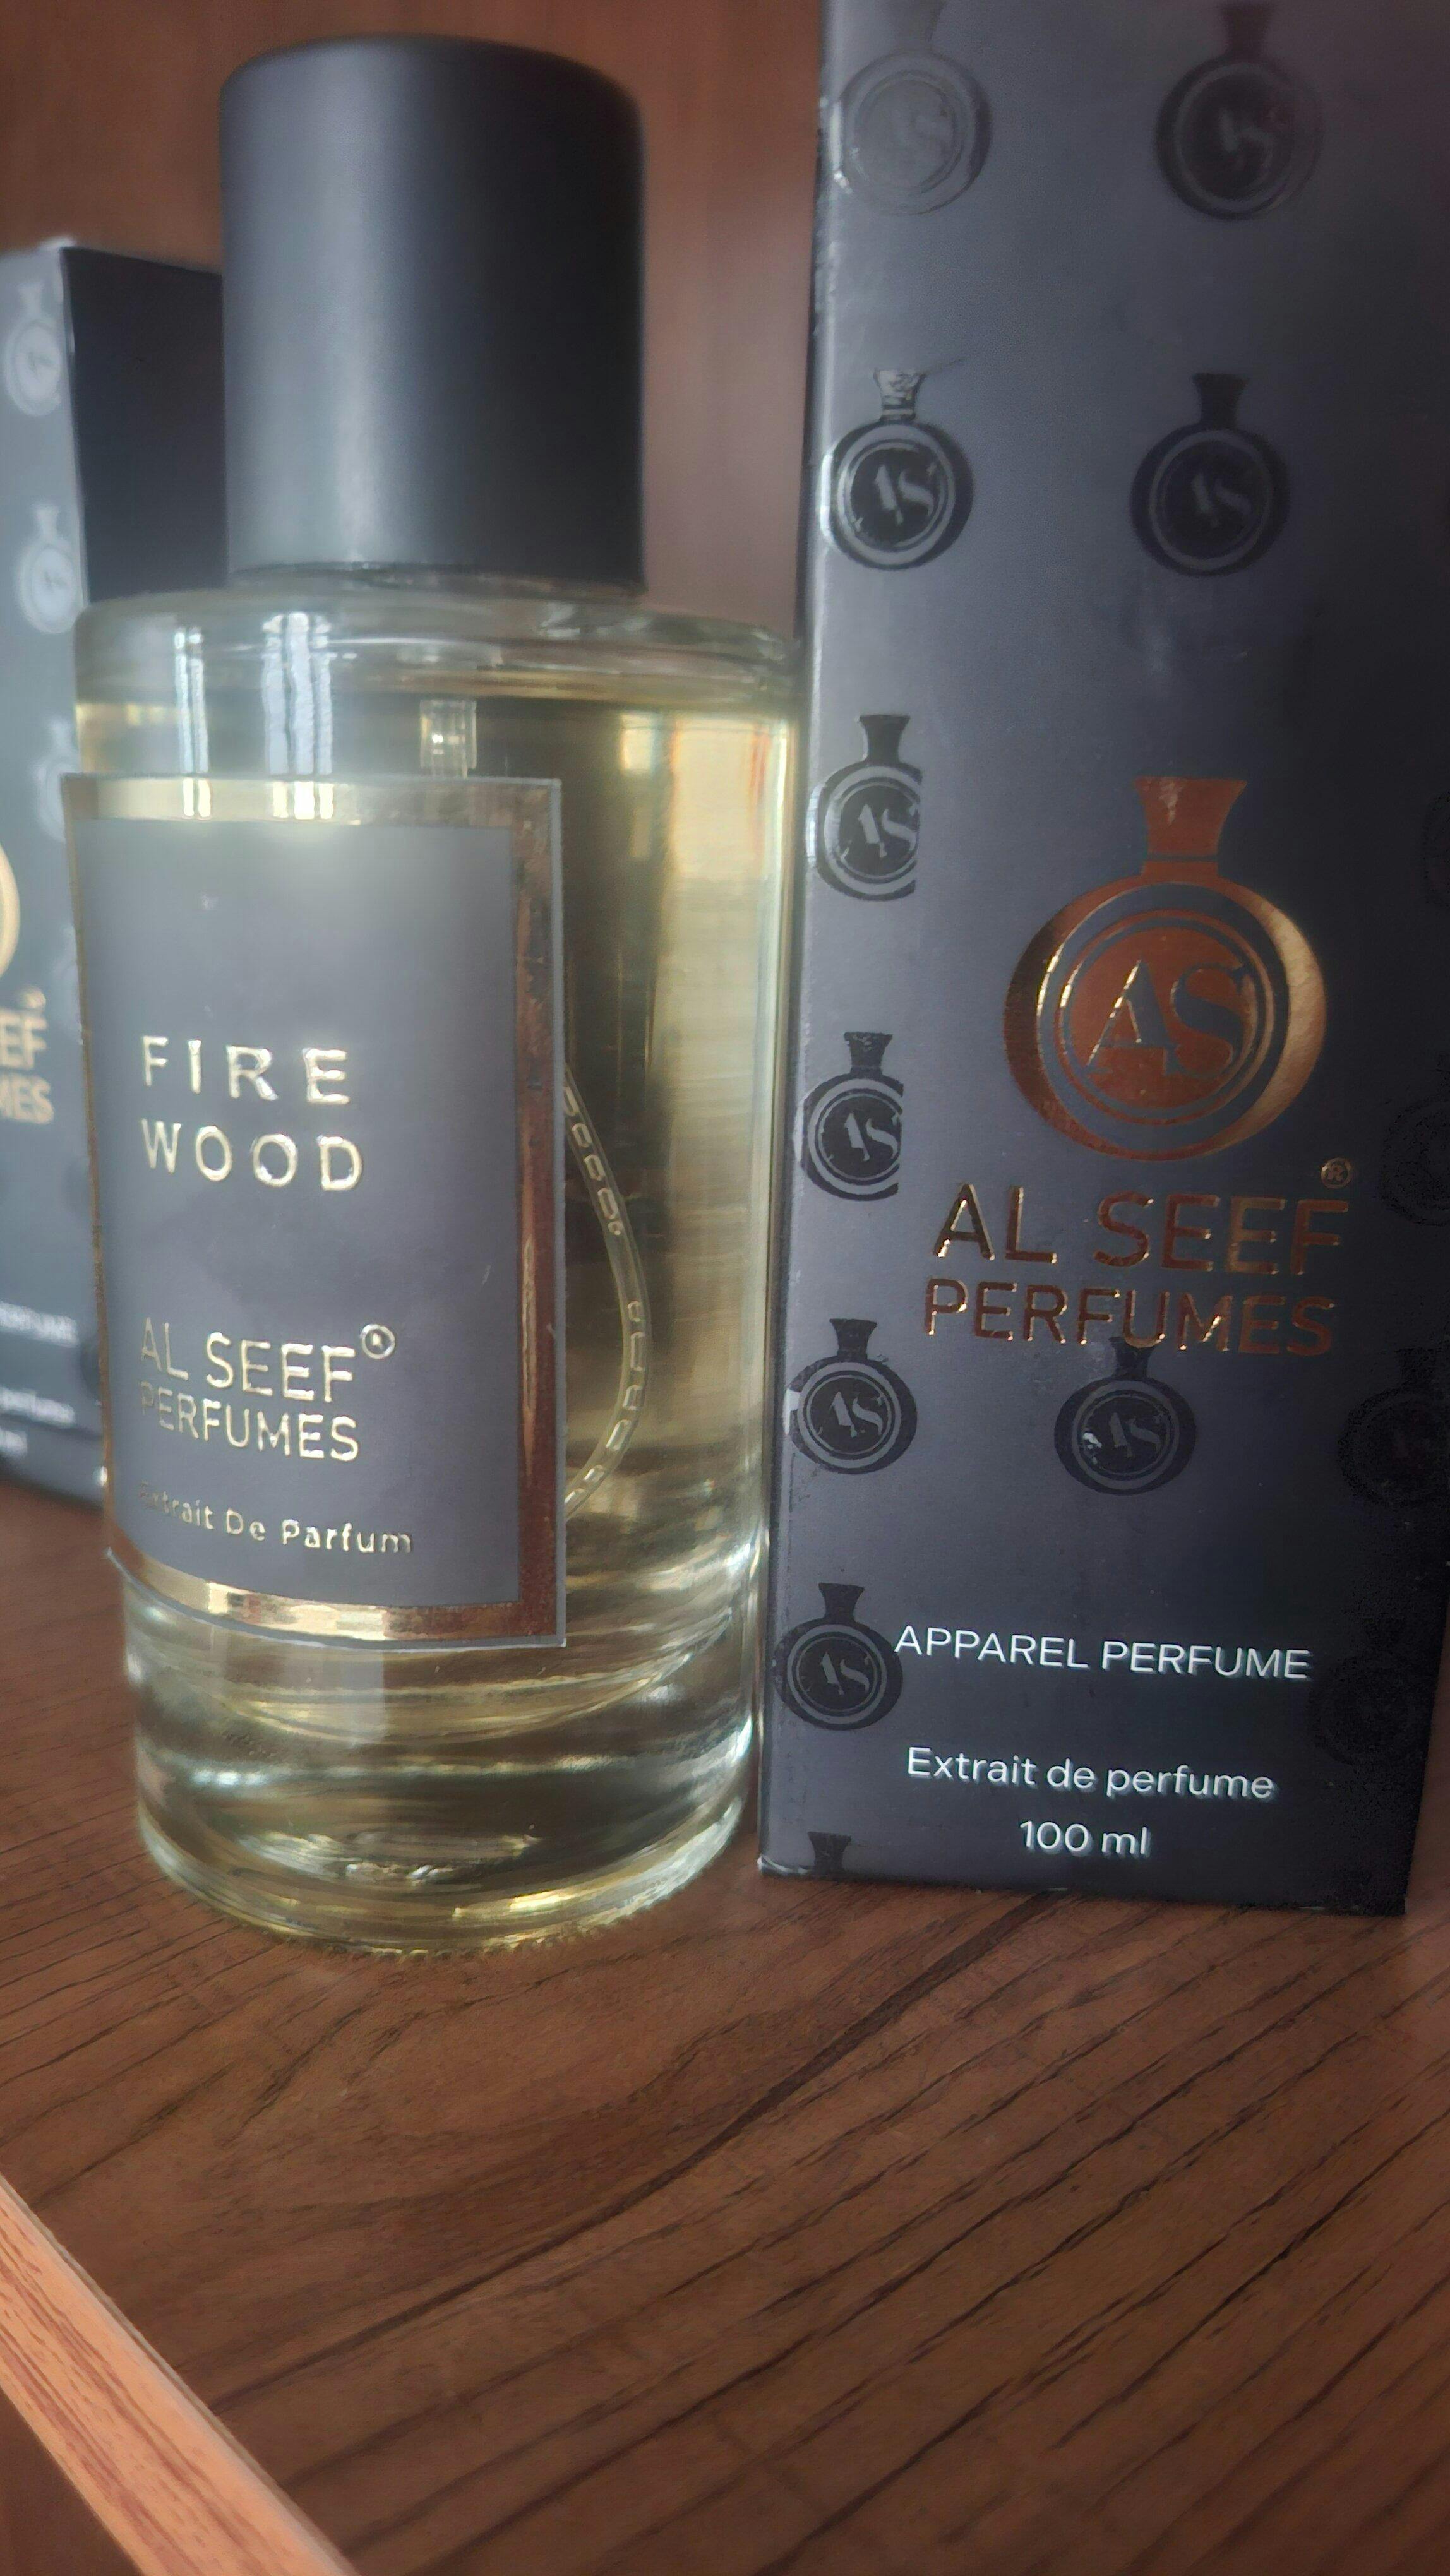 FIRE
WOOD
AL SEEF®
PERFUMES
Extrait De Parfum
AS
AL SEEF®
PERFUMES
APPAREL PERFUME
Extrait de perfume
100 ml